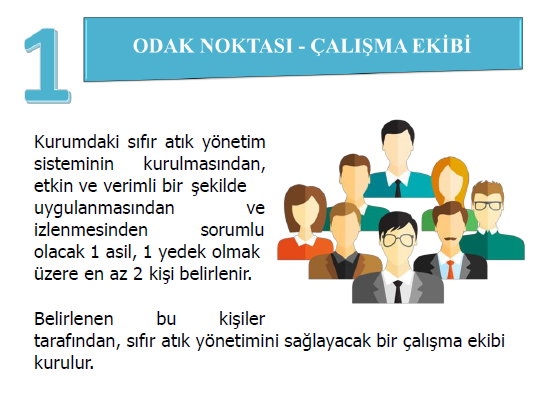 1
ODAK NOKTASI - ÇALIŞMA EKİBİ
Kurumdaki sıfır atık yönetim
sisteminin kurulmasından,
etkin ve verimli bir şekilde
uygulanmasından ve
izlenmesinden sorumlu
olacak 1 asil, 1 yedek olmak
üzere en az 2 kişi belirlenir.
Belirlenen bu kişiler
tarafından, sıfır atık yönetimini sağlayacak bir çalışma ekibi
kurulur.